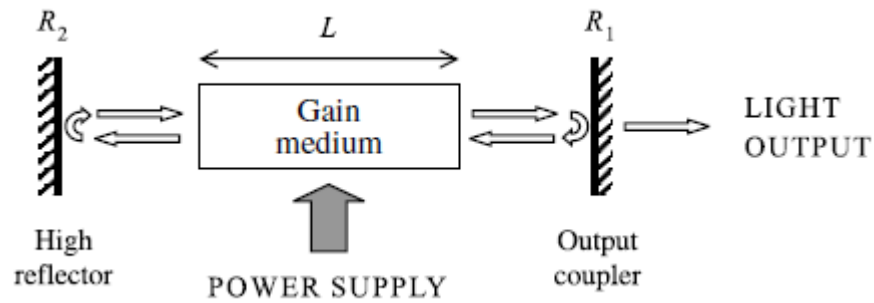 R2
L
R1
Gain
medium
LIGHT
OUTPUT
High
reflector
POWER SUPPLY
Output
coupler